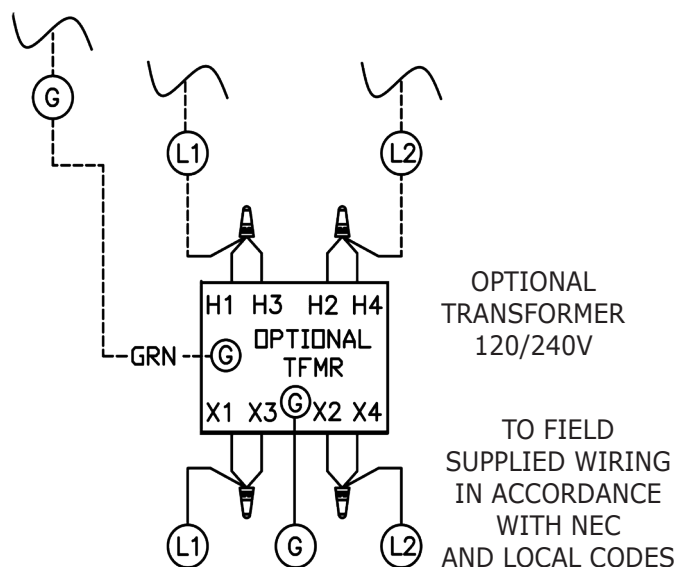 G
L1 L2
H1 H3 H2 H4
OPTIONAL
TFMR
GRN G
X1 X3 G X2 X4
L1 G L2
OPTIONAL
TRANSFORMER
120/240V
TO FIELD
SUPPLIED WIRING
IN ACCORDANCE
WITH NEC
AND LOCAL CODES